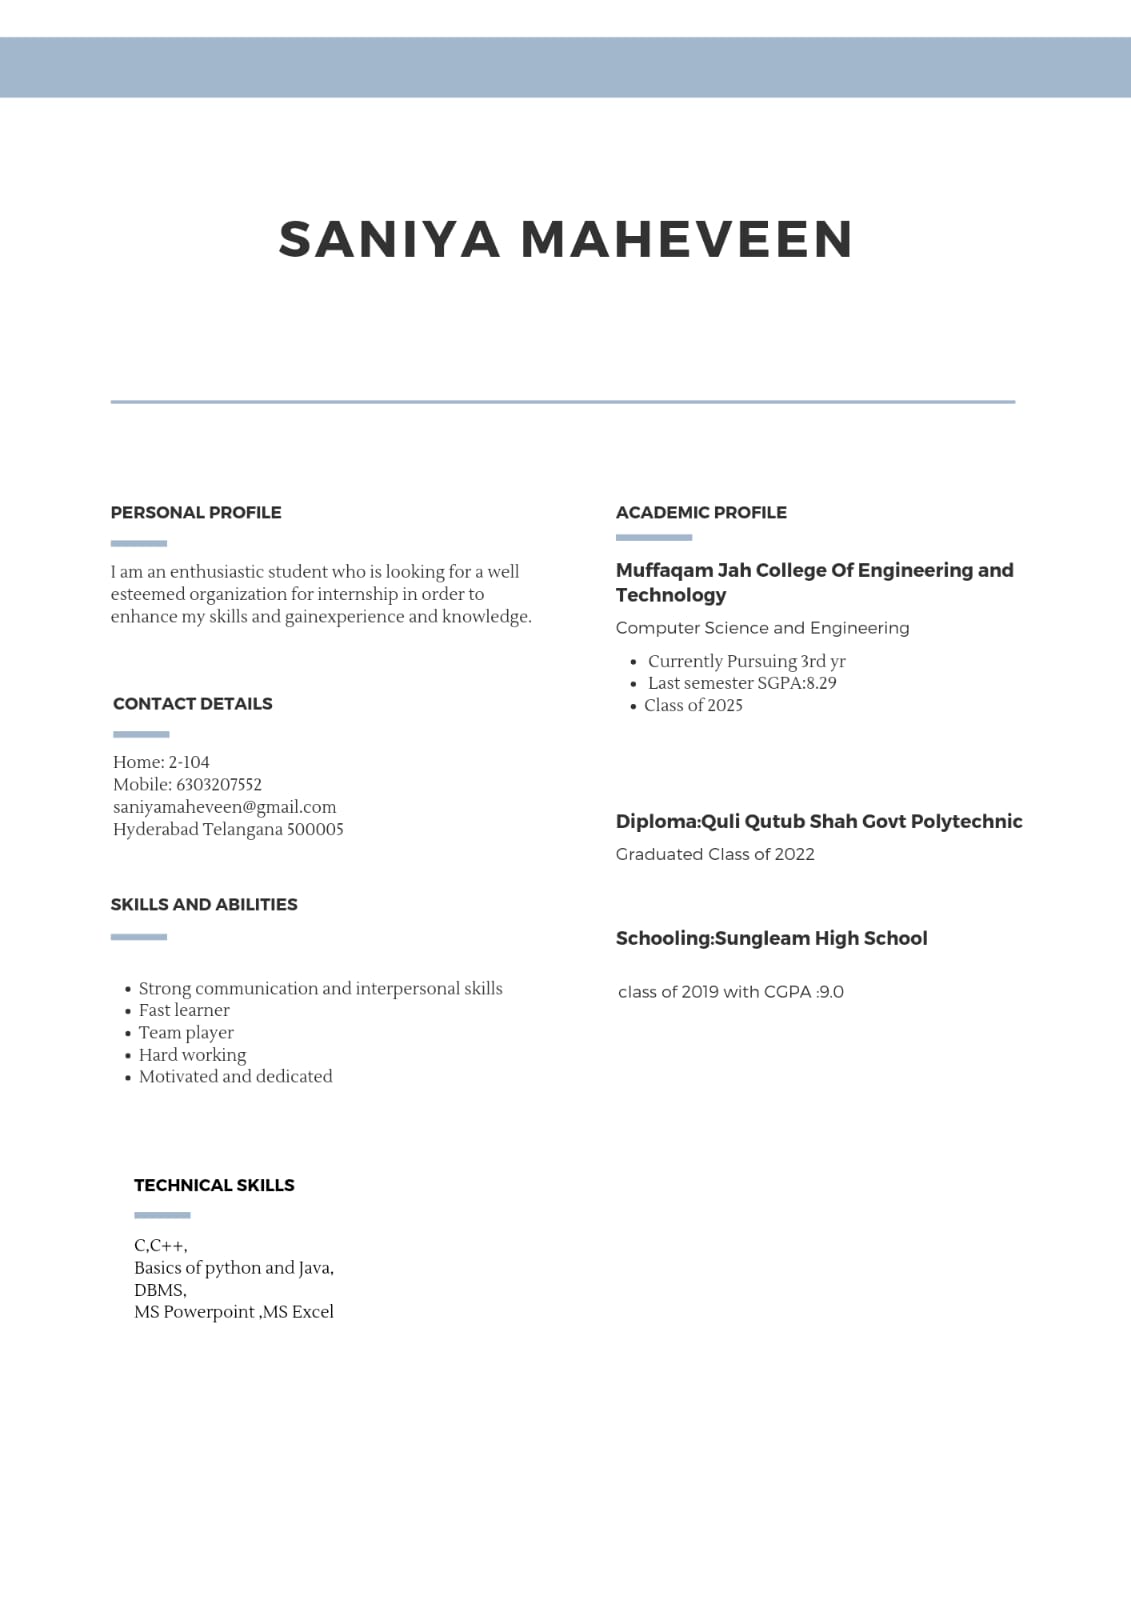 SANIYA MAHEVEEN
PERSONAL PROFILE
I am an enthusiastic student who is looking for a well
esteemed organization for internship in order to
enhance my skills and gainexperience and knowledge.
CONTACT DETAILS
Home: 2-104
Mobile: 6303207552
saniyamaheveen@gmail.com
Hyderabad Telangana 500005
SKILLS AND ABILITIES
• Strong communication and interpersonal skills
• Fast learner
• Team player
• Hard working
• Motivated and dedicated
TECHNICAL SKILLS
C,C++,
Basics of python and Java,
DBMS,
MS Powerpoint ,MS Excel
ACADEMIC PROFILE
Muffaqam Jah College Of Engineering and
Technology
Computer Science and Engineering
• Currently Pursuing 3rd yr
• Last semester SGPA:8.29
• Class of 2025
Diploma:Quli Qutub Shah Govt Polytechnic
Graduated Class of 2022
Schooling:Sungleam High School
class of 2019 with CGPA :9.0